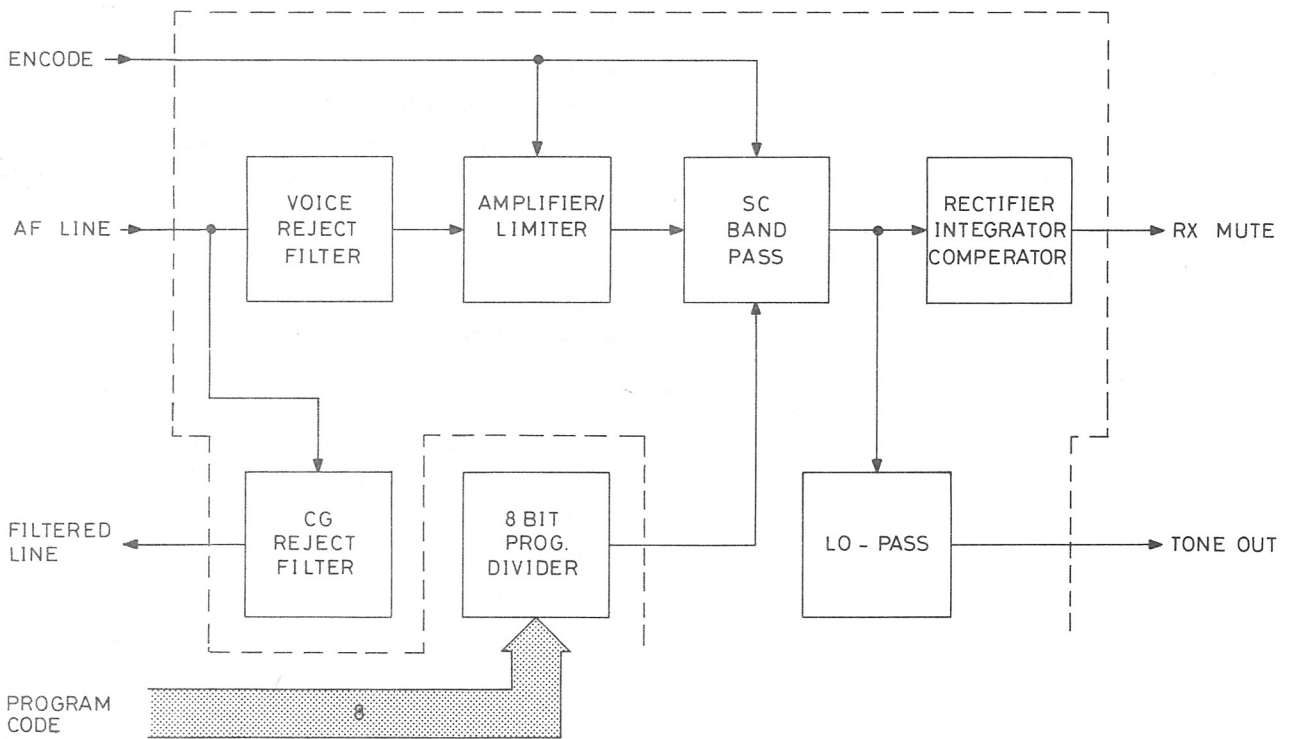 ENCODE
AF LINE
VOICE
REJECT
FILTER
AMPLIFIER/
LIMITER
SC
BAND
PASS
RECTIFIER
INTEGRATOR
COMPERATOR
RX MUTE
FILTERED
LINE
CG
REJECT
FILTER
8 BIT
PROG.
DIVIDER
LO - PASS
TONE OUT
PROGRAM
CODE
8